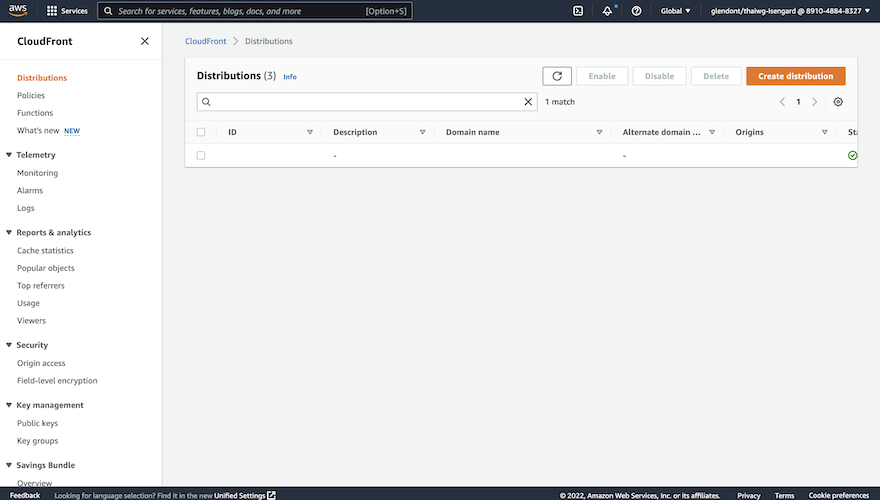 aws
Services
Search for services, features, blogs, docs, and more [Option+S]
Global ▼
glendont/thaiwg-Isengard @ 8910-4884-8327 ▼
CloudFront
Distributions
Policies
Functions
What's new NEW
Telemetry
Monitoring
Alarms
Logs
Reports & analytics
Cache statistics
Popular objects
Top referrers
Usage
Viewers
Security
Origin access
Field-level encryption
Key management
Public keys
Key groups
Savings Bundle
Overview
CloudFront > Distributions
Distributions (3) Info
Enable
Disable
Delete
Create distribution
1 match
1
ID
Description
Domain name
Alternate domain ...
Origins
Sta
-
-
Feedback
Looking for language selection? Find it in the new Unified Settings
© 2022, Amazon Web Services, Inc. or its affiliates.
Privacy
Terms
Cookie preferences